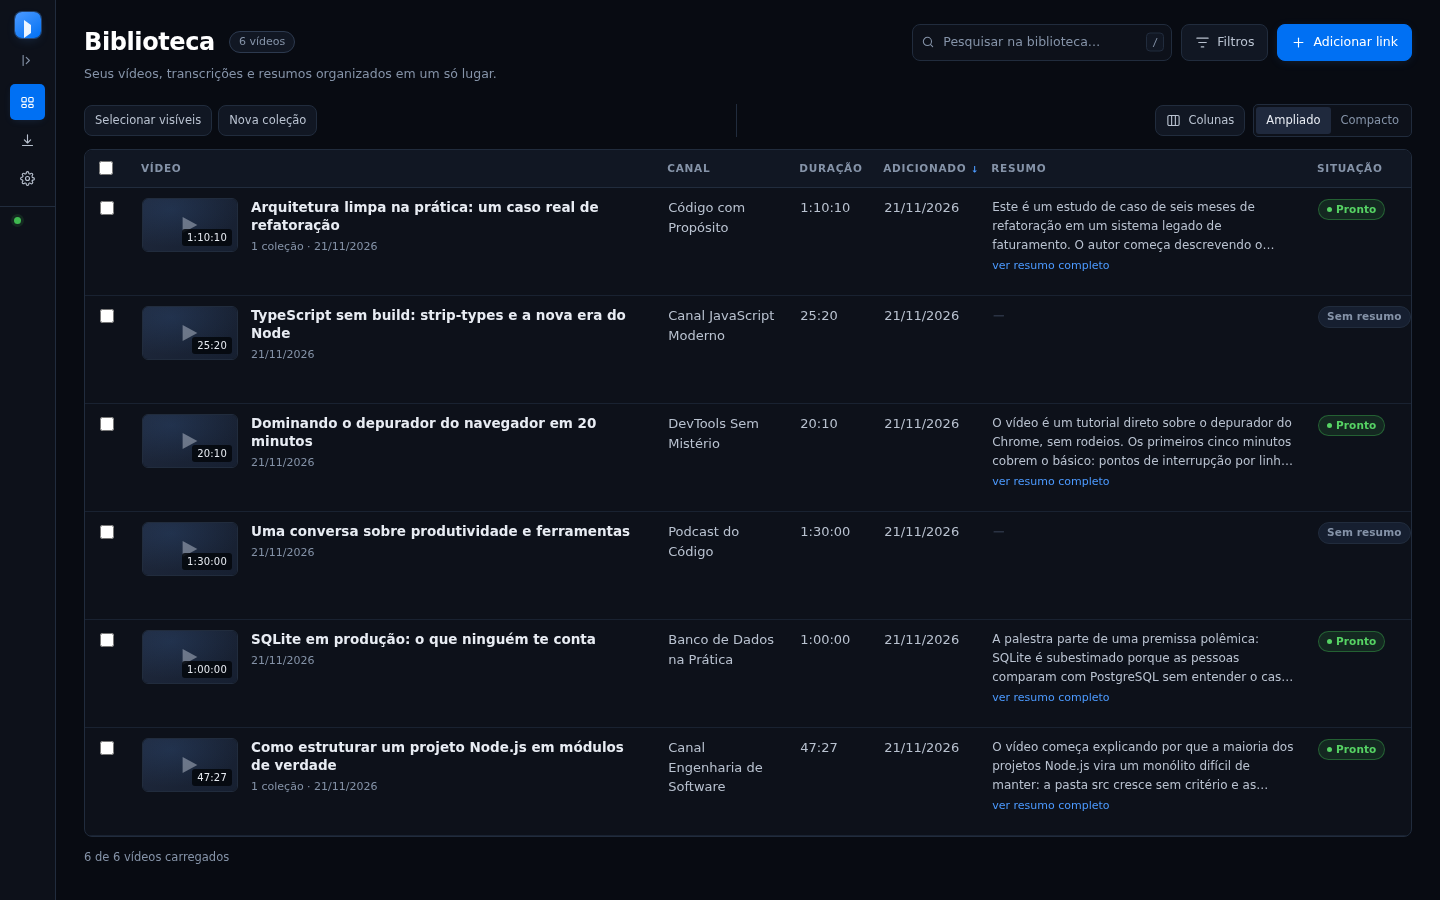 Biblioteca
6 vídeos
Pesquisar na biblioteca...
/
Filtros
Adicionar link
Seus vídeos, transcrições e resumos organizados em um só lugar.
Selecionar visíveis
Nova coleção
Colunas
Ampliado
Compacto
VÍDEO
CANAL
DURAÇÃO
ADICIONADO ↓
RESUMO
SITUAÇÃO
1:10:10
Arquitetura limpa na prática: um caso real de
refatoração
1 coleção · 21/11/2026
Código com
Propósito
1:10:10
21/11/2026
Este é um estudo de caso de seis meses de
refatoração em um sistema legado de
faturamento. O autor começa descrevendo o...
ver resumo completo
Pronto
25:20
TypeScript sem build: strip-types e a nova era do
Node
21/11/2026
Canal JavaScript
Moderno
25:20
21/11/2026
—
Sem resumo
20:10
Dominando o depurador do navegador em 20
minutos
21/11/2026
DevTools Sem
Mistério
20:10
21/11/2026
O vídeo é um tutorial direto sobre o depurador do
Chrome, sem rodeios. Os primeiros cinco minutos
cobrem o básico: pontos de interrupção por linh...
ver resumo completo
Pronto
1:30:00
Uma conversa sobre produtividade e ferramentas
21/11/2026
Podcast do
Código
1:30:00
21/11/2026
—
Sem resumo
1:00:00
SQLite em produção: o que ninguém te conta
21/11/2026
Banco de Dados
na Prática
1:00:00
21/11/2026
A palestra parte de uma premissa polêmica:
SQLite é subestimado porque as pessoas
comparam com PostgreSQL sem entender o cas...
ver resumo completo
Pronto
47:27
Como estruturar um projeto Node.js em módulos
de verdade
1 coleção · 21/11/2026
Canal
Engenharia de
Software
47:27
21/11/2026
O vídeo começa explicando por que a maioria dos
projetos Node.js vira um monólito difícil de
manter: a pasta src cresce sem critério e as...
ver resumo completo
Pronto
6 de 6 vídeos carregados